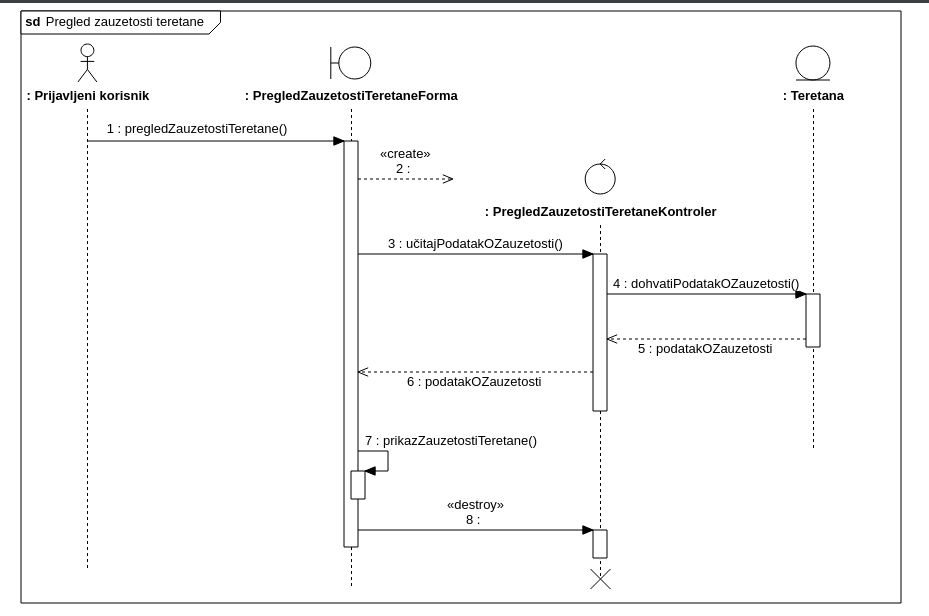 sd Pregled zauzetosti teretane
: Prijavljeni korisnik
: PregledZauzetostiTeretaneForma
: Teretana
1 : pregledZauzetostiTeretane()
«create»
2 :
: PregledZauzetostiTeretaneKontroler
3 : učitajPodatakOZauzetosti()
4 : dohvatiPodatakOZauzetosti()
5 : podatakOZauzetosti
6 : podatakOZauzetosti
7 : prikazZauzetostiTeretane()
«destroy»
8 :